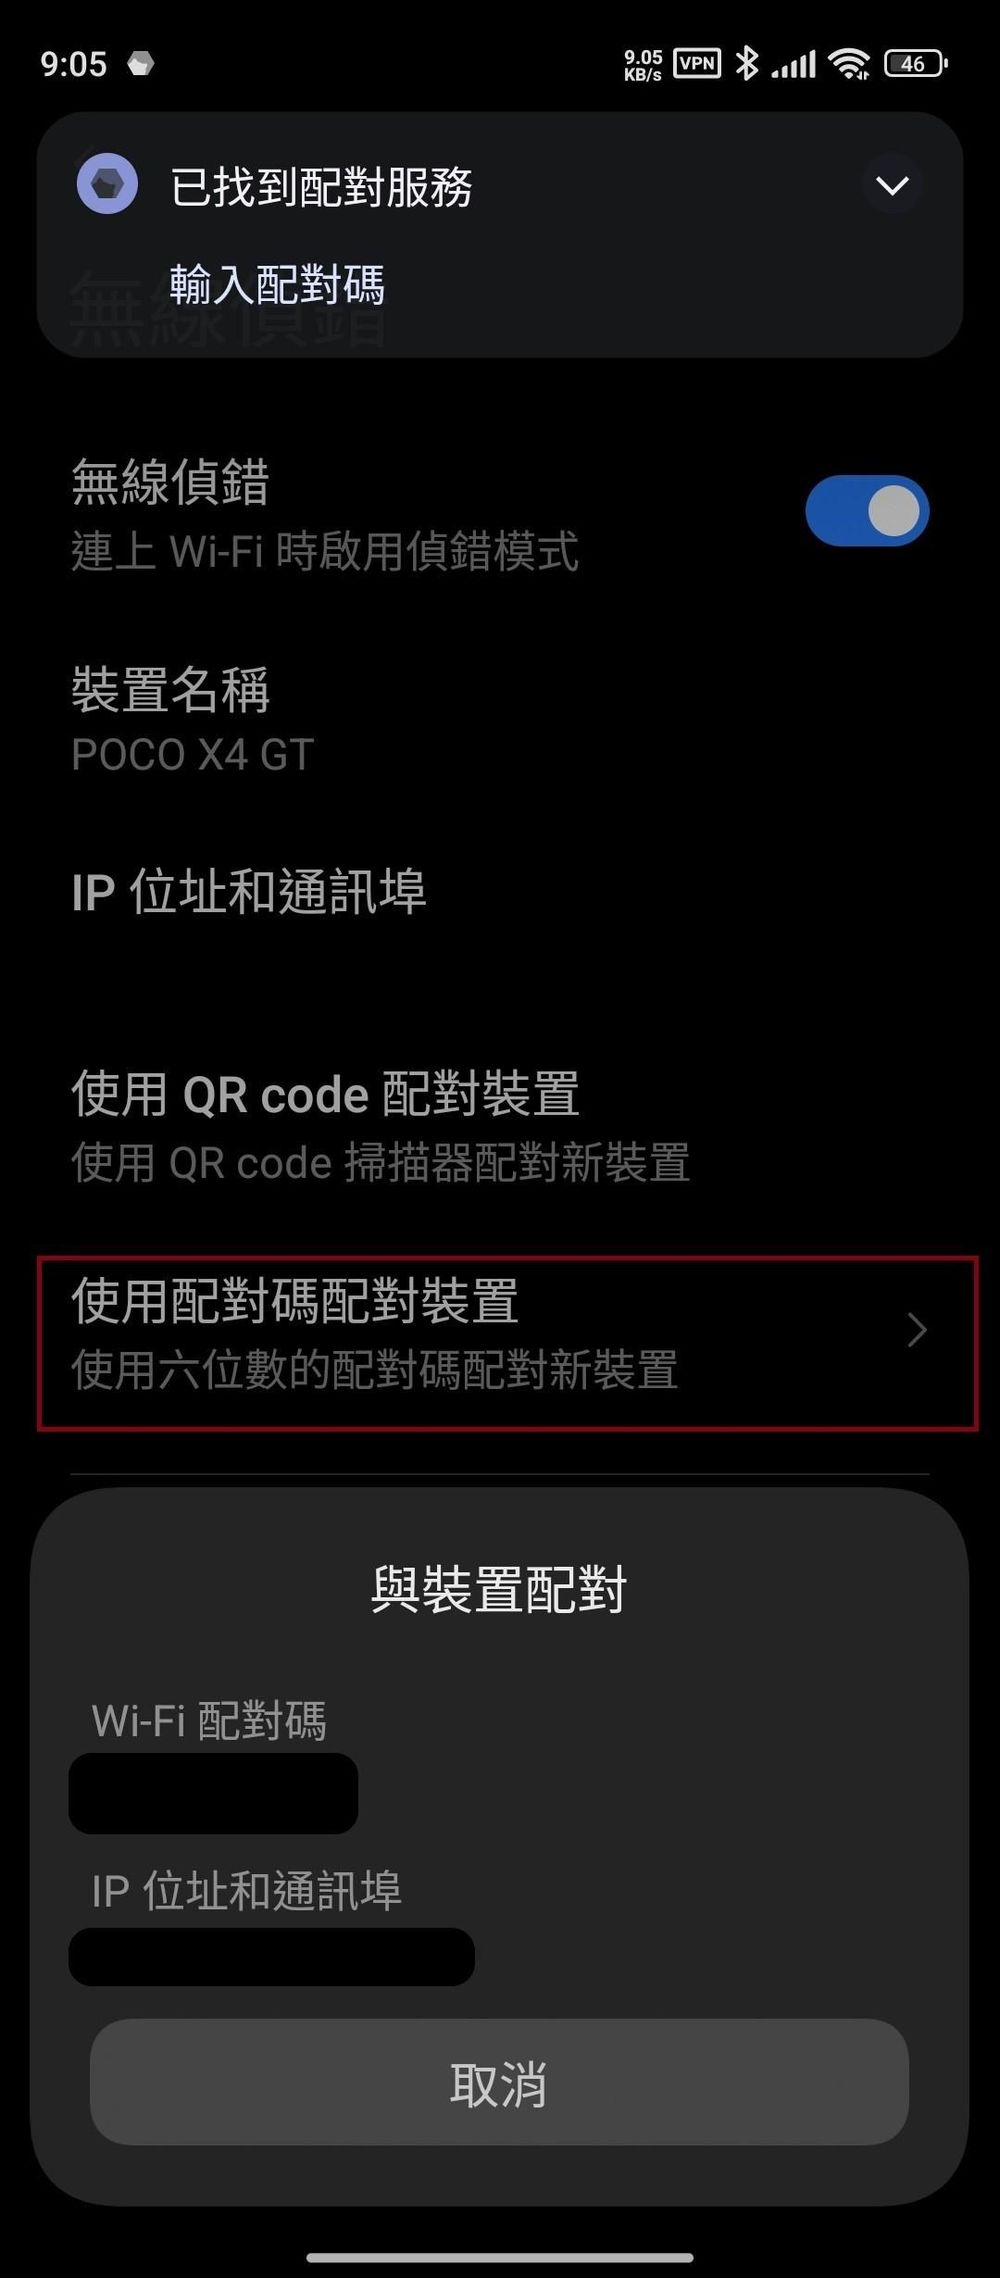 9:05
9.05
KB/s
VPN
46
已找到配對服務
輸入配對碼
無線偵錯
無線偵錯
連上 Wi-Fi 時啟用偵錯模式
裝置名稱
POCO X4 GT
IP 位址和通訊埠
使用 QR code 配對裝置
使用 QR code 掃描器配對新裝置
使用配對碼配對裝置
使用六位數的配對碼配對新裝置
與裝置配對
Wi-Fi 配對碼
IP 位址和通訊埠
取消